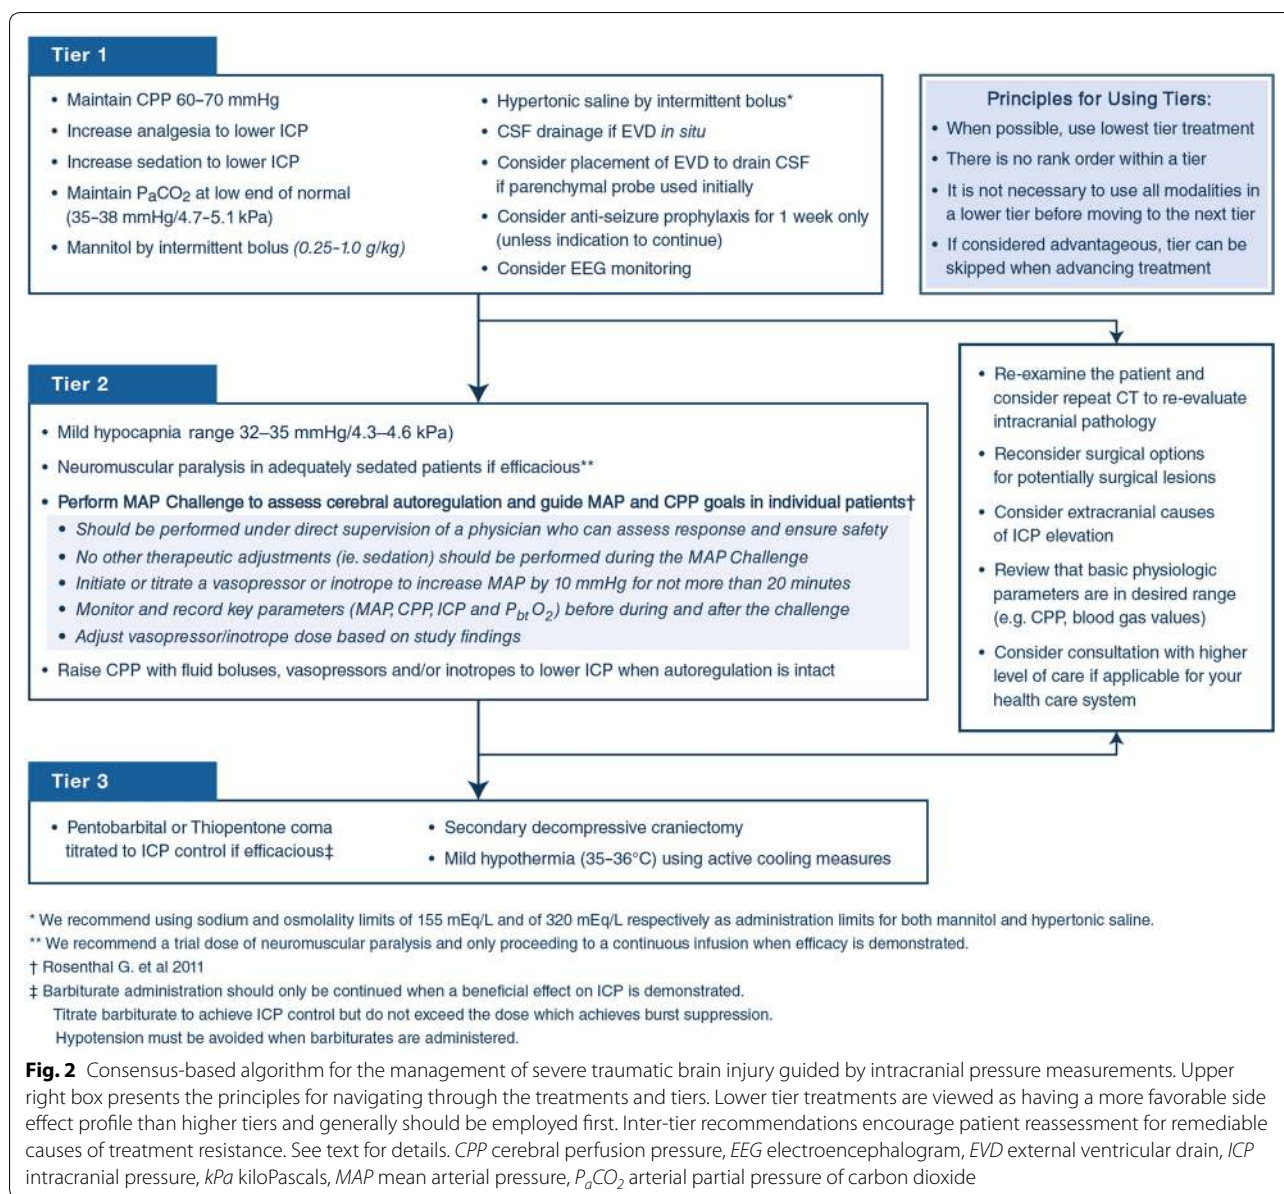 Tier 1
• Maintain CPP 60–70 mmHg
• Increase analgesia to lower ICP
• Increase sedation to lower ICP
• Maintain PaCO2 at low end of normal
(35–38 mmHg/4.7–5.1 kPa)
• Mannitol by intermittent bolus (0.25–1.0 g/kg)
• Hypertonic saline by intermittent bolus*
• CSF drainage if EVD in situ
• Consider placement of EVD to drain CSF
if parenchymal probe used initially
• Consider anti-seizure prophylaxis for 1 week only
(unless indication to continue)
• Consider EEG monitoring
Principles for Using Tiers:
• When possible, use lowest tier treatment
• There is no rank order within a tier
• It is not necessary to use all modalities in
a lower tier before moving to the next tier
• If considered advantageous, tier can be
skipped when advancing treatment
Tier 2
• Mild hypocapnia range 32–35 mmHg/4.3–4.6 kPa)
• Neuromuscular paralysis in adequately sedated patients if efficacious**
• Perform MAP Challenge to assess cerebral autoregulation and guide MAP and CPP goals in individual patients†
• Should be performed under direct supervision of a physician who can assess response and ensure safety
• No other therapeutic adjustments (ie. sedation) should be performed during the MAP Challenge
• Initiate or titrate a vasopressor or inotrope to increase MAP by 10 mmHg for not more than 20 minutes
• Monitor and record key parameters (MAP, CPP, ICP and PbtO2) before during and after the challenge
• Adjust vasopressor/inotrope dose based on study findings
• Raise CPP with fluid boluses, vasopressors and/or inotropes to lower ICP when autoregulation is intact
• Re-examine the patient and
consider repeat CT to re-evaluate
intracranial pathology
• Reconsider surgical options
for potentially surgical lesions
• Consider extracranial causes
of ICP elevation
• Review that basic physiologic
parameters are in desired range
(e.g. CPP, blood gas values)
• Consider consultation with higher
level of care if applicable for your
health care system
Tier 3
• Pentobarbital or Thiopentone coma
titrated to ICP control if efficacious‡
• Secondary decompressive craniectomy
• Mild hypothermia (35–36°C) using active cooling measures
* We recommend using sodium and osmolality limits of 155 mEq/L and of 320 mEq/L respectively as administration limits for both mannitol and hypertonic saline.
** We recommend a trial dose of neuromuscular paralysis and only proceeding to a continuous infusion when efficacy is demonstrated.
† Rosenthal G. et al 2011
‡ Barbiturate administration should only be continued when a beneficial effect on ICP is demonstrated.
Titrate barbiturate to achieve ICP control but do not exceed the dose which achieves burst suppression.
Hypotension must be avoided when barbiturates are administered.
Fig. 2 Consensus-based algorithm for the management of severe traumatic brain injury guided by intracranial pressure measurements. Upper
right box presents the principles for navigating through the treatments and tiers. Lower tier treatments are viewed as having a more favorable side
effect profile than higher tiers and generally should be employed first. Inter-tier recommendations encourage patient reassessment for remediable
causes of treatment resistance. See text for details. CPP cerebral perfusion pressure, EEG electroencephalogram, EVD external ventricular drain, ICP
intracranial pressure, kPa kiloPascals, MAP mean arterial pressure, PaCO2 arterial partial pressure of carbon dioxide